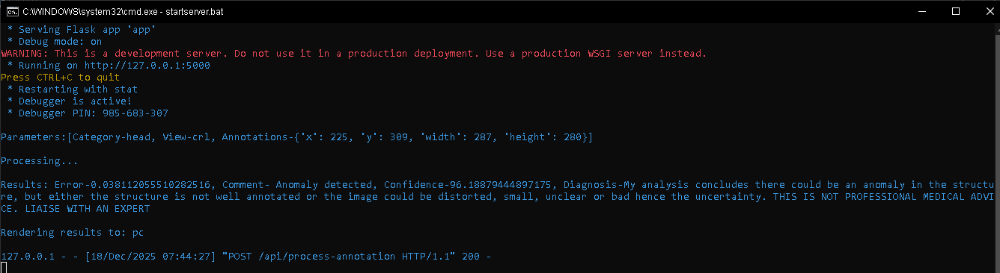 C:\WINDOWS\system32\cmd.exe - startserver.bat
* Serving Flask app 'app'
* Debug mode: on
WARNING: This is a development server. Do not use it in a production deployment. Use a production WSGI server instead.
* Running on http://127.0.0.1:5000
Press CTRL+C to quit
* Restarting with stat
* Debugger is active!
* Debugger PIN: 985-683-307
Parameters:[Category-head, View-crl, Annotations-{'x': 225, 'y': 309, 'width': 287, 'height': 280}]
Processing...
Results: Error-0.038112055510282516, Comment- Anomaly detected, Confidence-96.18879444897175, Diagnosis-My analysis concludes there could be an anomaly in the structu
re, but either the structure is not well annotated or the image could be distorted, small, unclear or bad hence the uncertainty. THIS IS NOT PROFESSIONAL MEDICAL ADVI
CE. LIAISE WITH AN EXPERT
Rendering results to: pc
127.0.0.1 - - [18/Dec/2025 07:44:27] "POST /api/process-annotation HTTP/1.1" 200 -